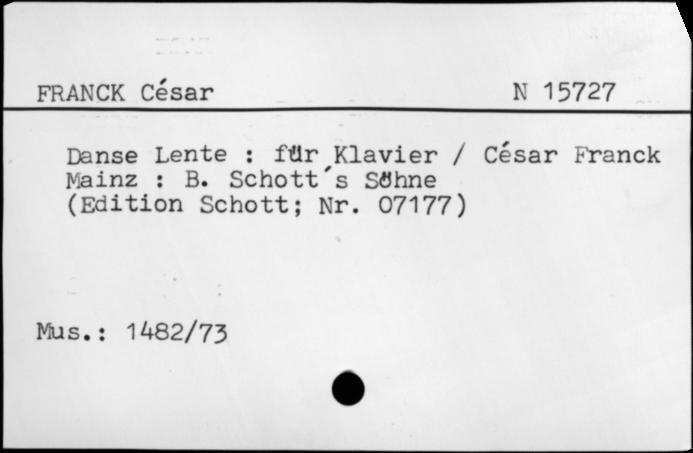 FRANCK César N 15727
Danse Lente : für Klavier / César Franck
Mainz : B. Schott´s Söhne
(Edition Schott; Nr. 07177)
Mus.: 1482/73